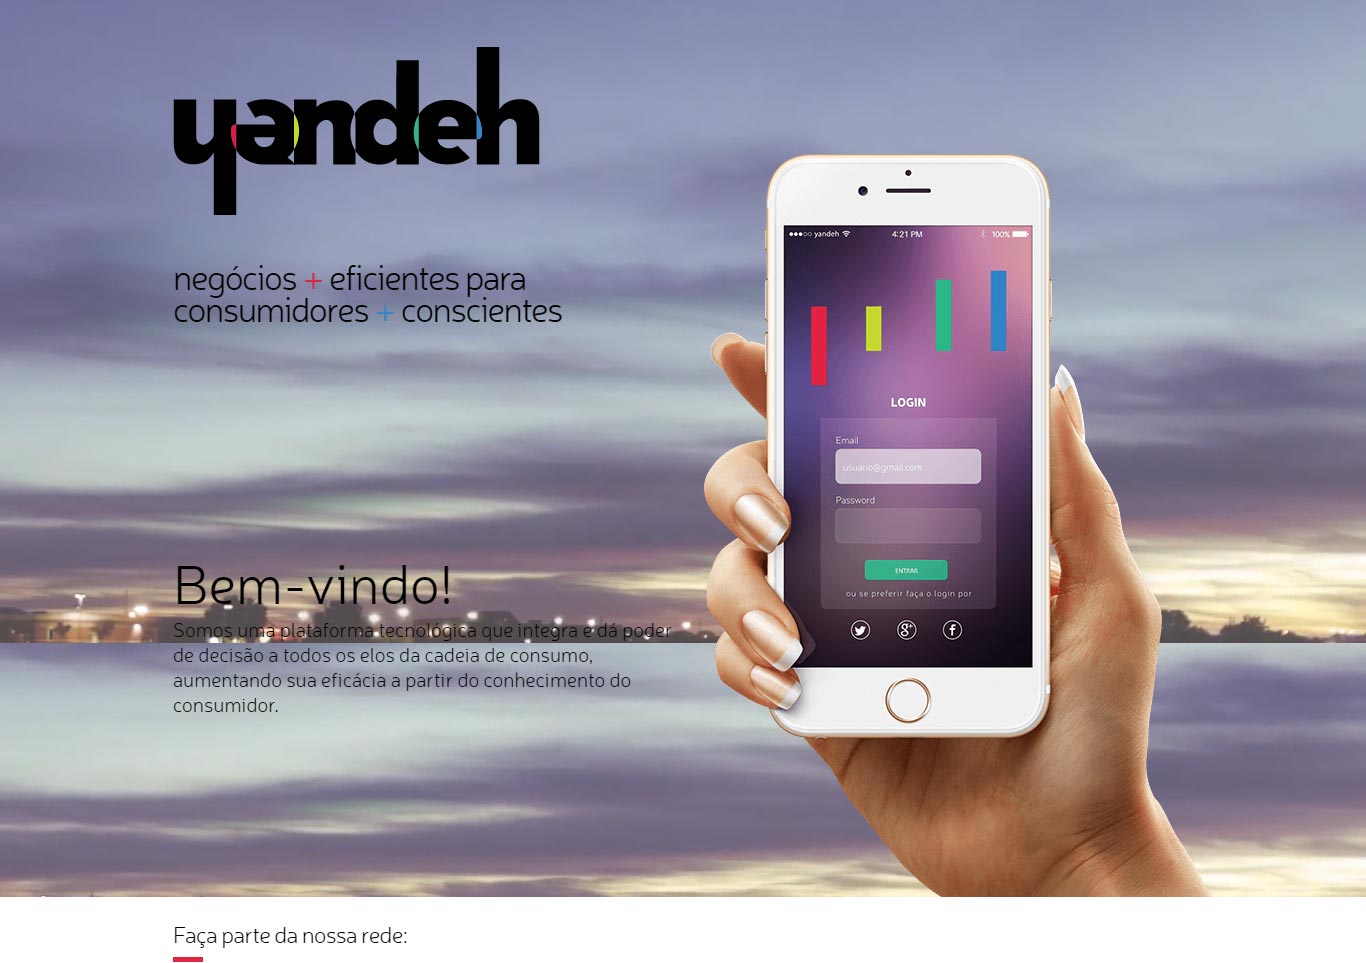 yandeh
negócios + eficientes para
consumidores + conscientes
Bem-vindo!
Somos uma plataforma tecnológica que integra e dá poder
de decisão a todos os elos da cadeia de consumo,
aumentando sua eficácia a partir do conhecimento do
consumidor.
yandeh 4:21 PM 100%
LOGIN
Email
usuario@gmail.com
Password
ENTRAR
ou se preferir faça o login por
g+ f
Faça parte da nossa rede: